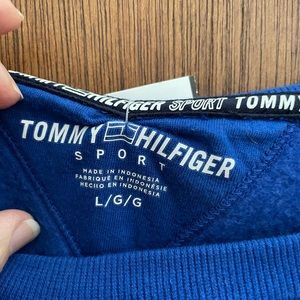 HILFIGER SPORT TOMMY
TOMMY HILFIGER
SPORT
MADE IN INDONESIA
FABRIQUÉ EN INDONÉSIE
HECHO EN INDONESIA
L/G/G